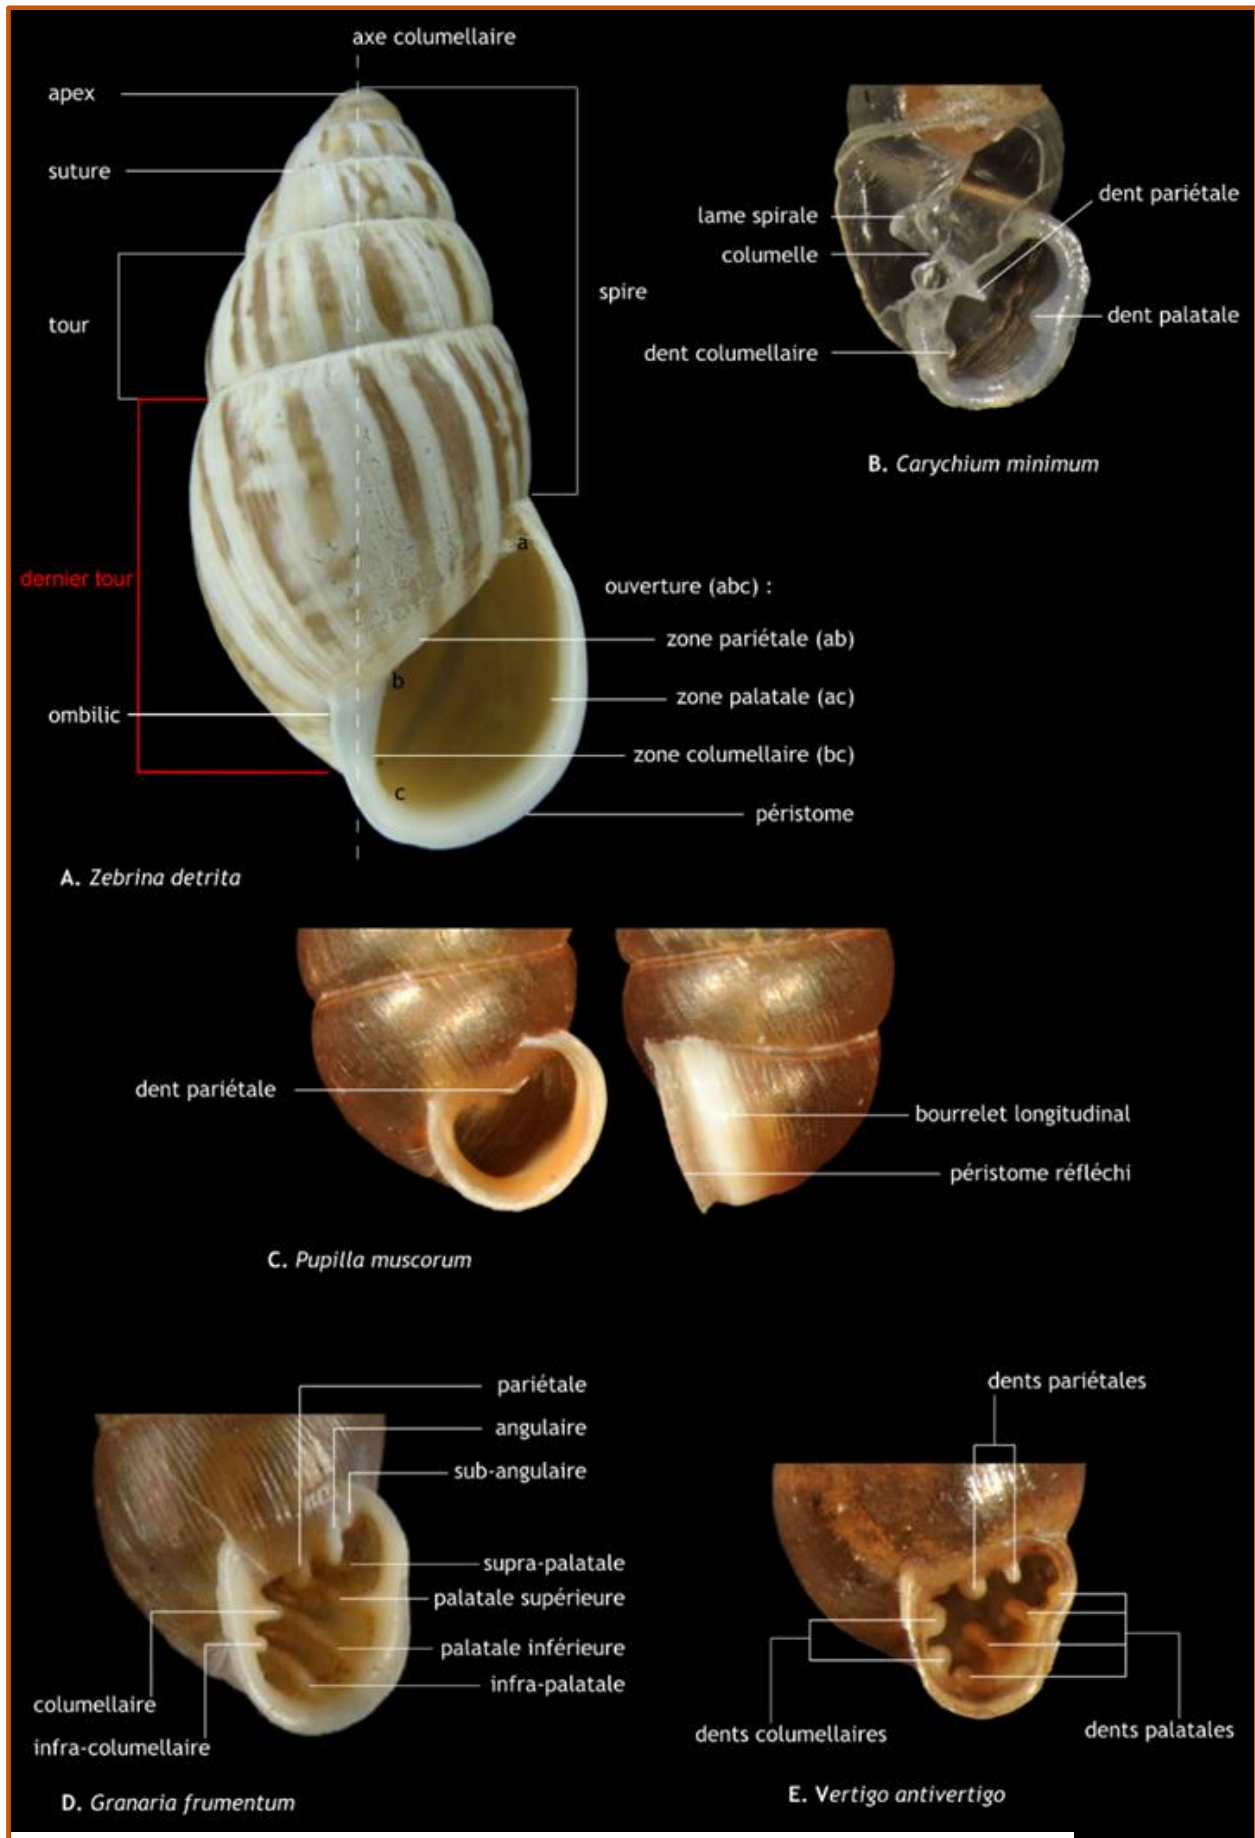 axe columellaire
apex
suture
tour
spire
dernier tour
ombilic
a
b
c
ouverture (abc) :
zone pariétale (ab)
zone palatale (ac)
zone columellaire (bc)
péristome
A. Zebrina detrita
lame spirale
columelle
dent columellaire
dent pariétale
dent palatale
B. Carychium minimum
dent pariétale
bourrelet longitudinal
péristome réfléchi
C. Pupilla muscorum
pariétale
angulaire
sub-angulaire
supra-palatale
palatale supérieure
palatale inférieure
infra-palatale
columellaire
infra-columellaire
D. Granaria frumentum
dents pariétales
dents columellaires
dents palatales
E. Vertigo antivertigo